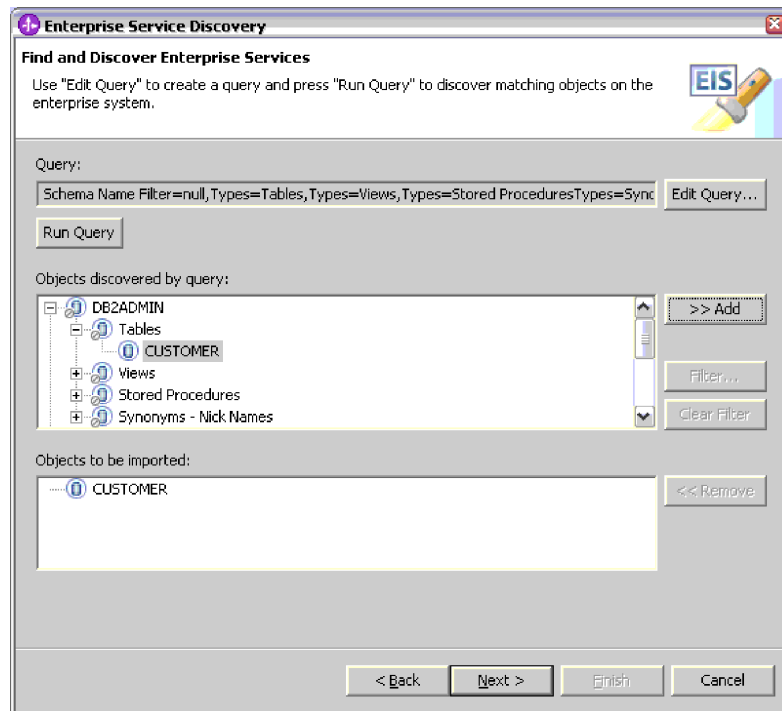 Enterprise Service Discovery
Find and Discover Enterprise Services
Use "Edit Query" to create a query and press "Run Query" to discover matching objects on the
enterprise system.
EIS
Query:
Schema Name Filter=null,Types=Tables,Types=Views,Types=Stored ProceduresTypes=Sync
Edit Query...
Run Query
Objects discovered by query:
DB2ADMIN
>> Add
Tables
CUSTOMER
Views
Filter...
Stored Procedures
Synonyms - Nick Names
Clear Filter
Objects to be imported:
CUSTOMER
<< Remove
< Back
Next >
Finish
Cancel